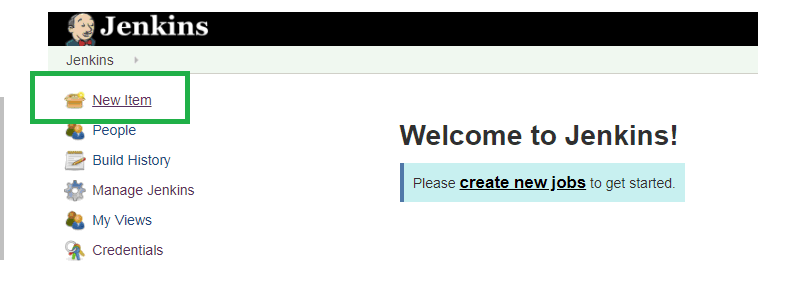 Jenkins
Jenkins
New Item
People
Build History
Manage Jenkins
My Views
Credentials
Welcome to Jenkins!
Please create new jobs to get started.